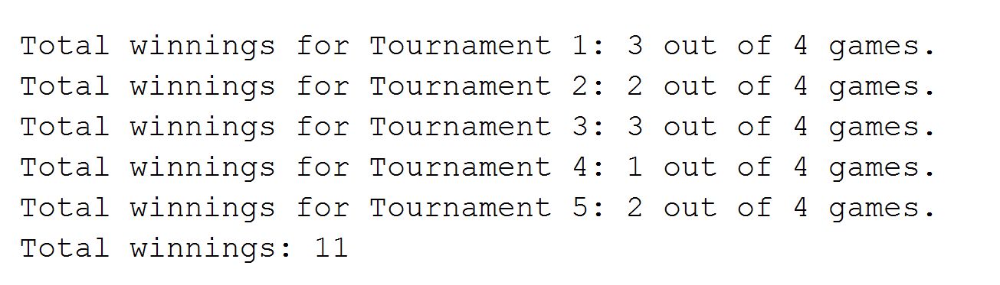 Total winnings for Tournament 1: 3 out of 4 games.
Total winnings for Tournament 2: 2 out of 4 games.
Total winnings for Tournament 3: 3 out of 4 games.
Total winnings for Tournament 4: 1 out of 4 games.
Total winnings for Tournament 5: 2 out of 4 games.
Total winnings: 11